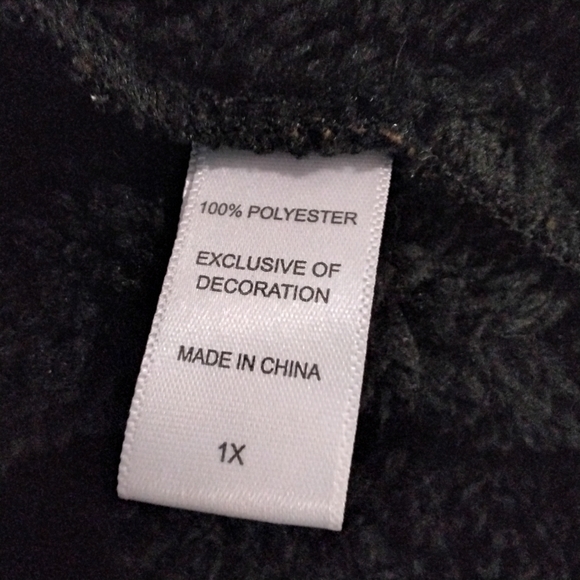 100% POLYESTER
EXCLUSIVE OF
DECORATION
MADE IN CHINA
1X